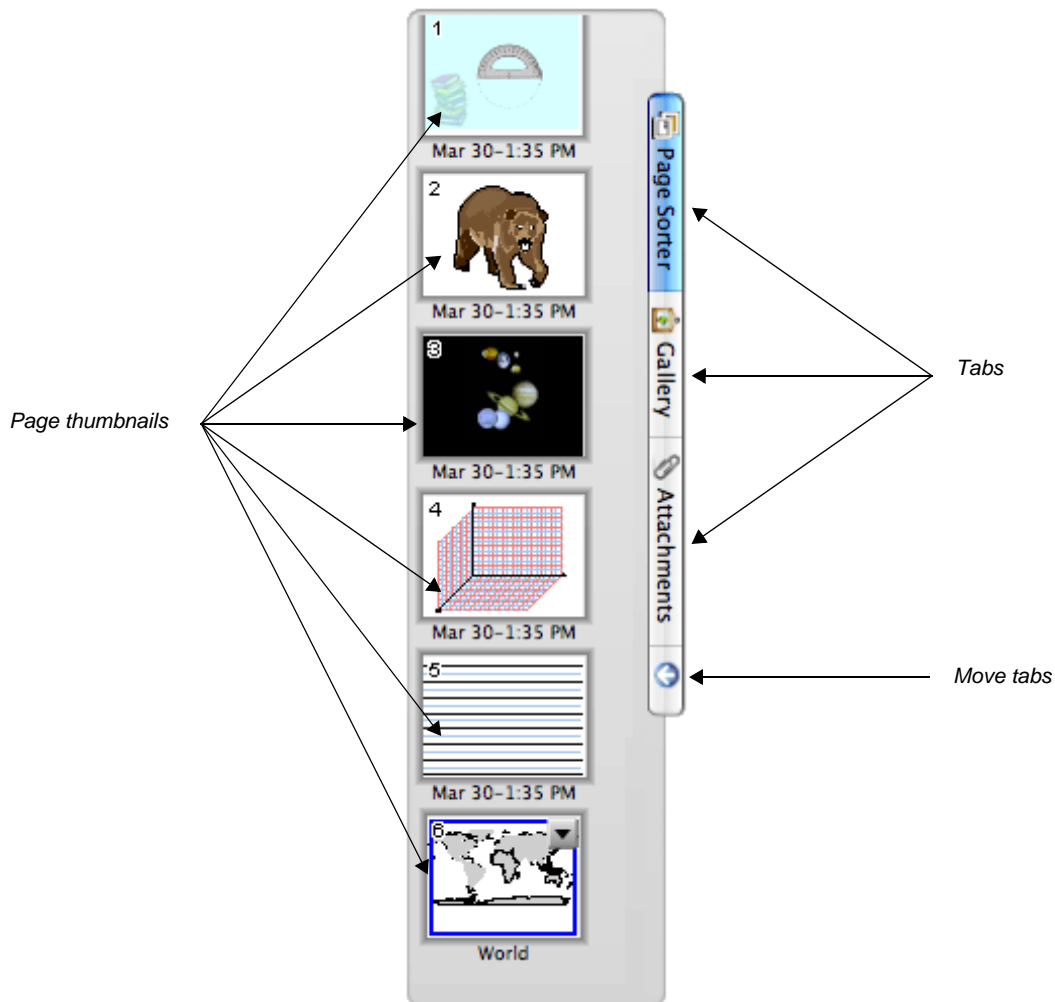 1
Mar 30-1:35 PM
2
Mar 30-1:35 PM
3
Mar 30-1:35 PM
4
Mar 30-1:35 PM
5
Mar 30-1:35 PM
6
World
Page Sorter
Gallery
Attachments
Page thumbnails
Tabs
Move tabs